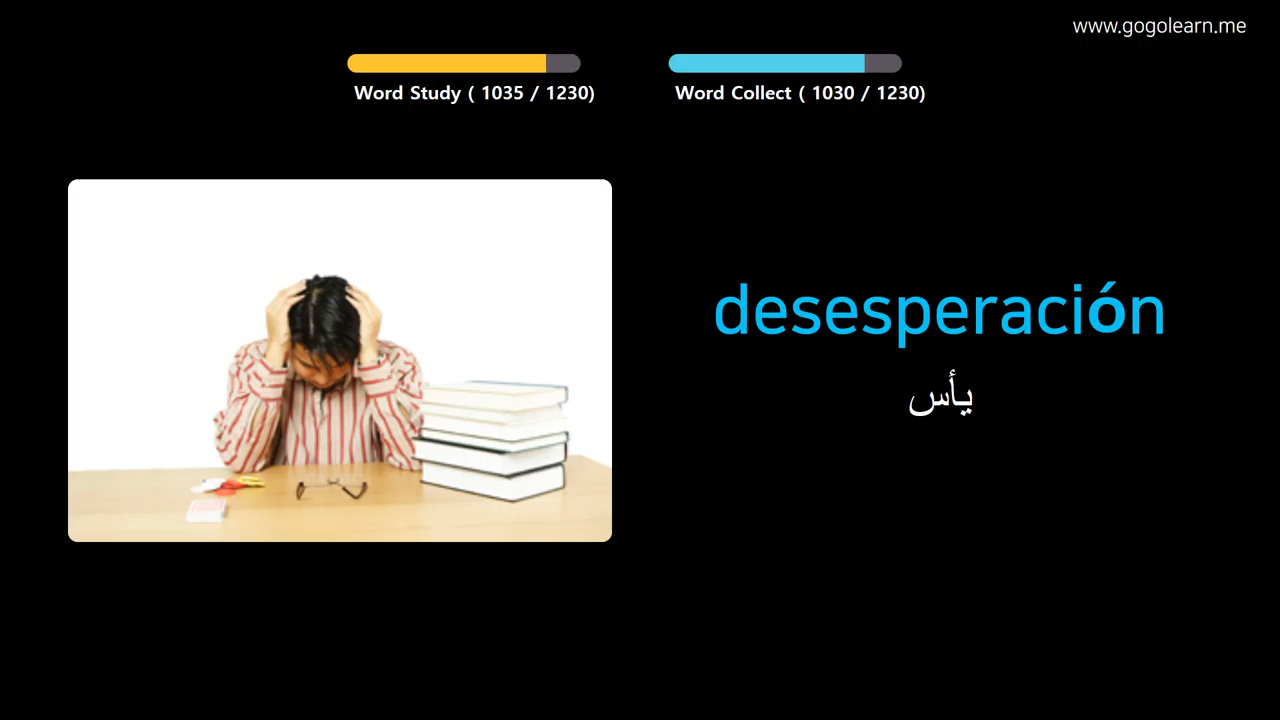 www.gogolearn.me
Word Study ( 1035 / 1230)
Word Collect ( 1030 / 1230)
desesperación
يأس